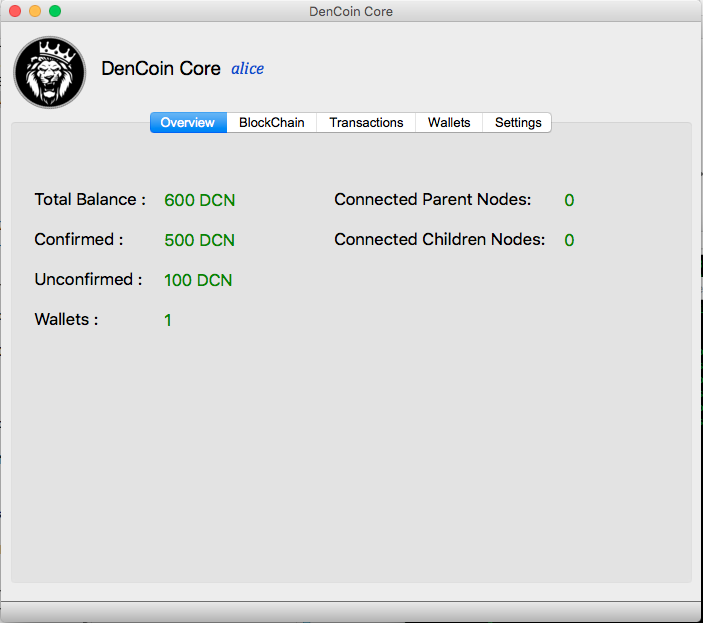 DenCoin Core
DenCoin Core alice
Overview BlockChain Transactions Wallets Settings
Total Balance : 600 DCN Connected Parent Nodes: 0
Confirmed : 500 DCN Connected Children Nodes: 0
Unconfirmed : 100 DCN
Wallets : 1